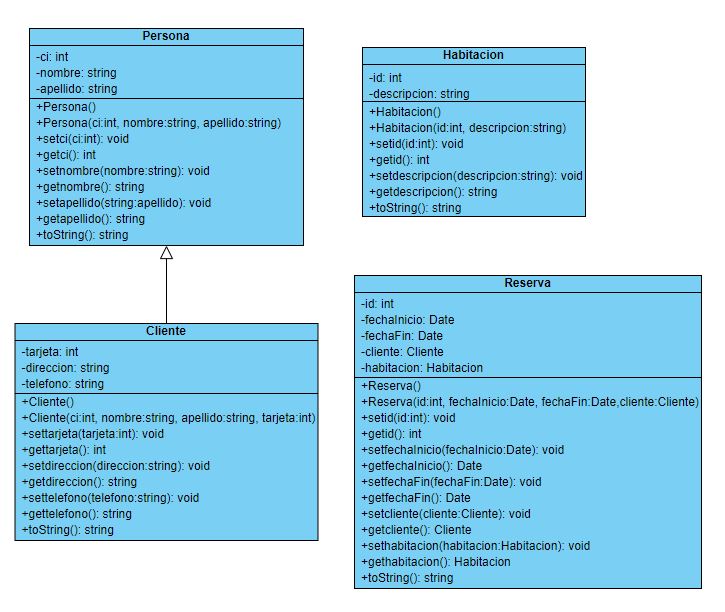 Persona
-ci: int
-nombre: string
-apellido: string
+Persona()
+Persona(ci:int, nombre:string, apellido:string)
+setci(ci:int): void
+getci(): int
+setnombre(nombre:string): void
+getnombre(): string
+setapellido(string:apellido): void
+getapellido(): string
+toString(): string
Habitacion
-id: int
-descripcion: string
+Habitacion()
+Habitacion(id:int, descripcion:string)
+setid(id:int): void
+getid(): int
+setdescripcion(descripcion:string): void
+getdescripcion(): string
+toString(): string
Cliente
-tarjeta: int
-direccion: string
-telefono: string
+Cliente()
+Cliente(ci:int, nombre:string, apellido:string, tarjeta:int)
+settarjeta(tarjeta:int): void
+gettarjeta(): int
+setdireccion(direccion:string): void
+getdireccion(): string
+settelefono(telefono:string): void
+gettelefono(): string
+toString(): string
Reserva
-id: int
-fechaInicio: Date
-fechaFin: Date
-cliente: Cliente
-habitacion: Habitacion
+Reserva()
+Reserva(id:int, fechaInicio:Date, fechaFin:Date,cliente:Cliente)
+setid(id:int): void
+getid(): int
+setfechaInicio(fechaInicio:Date): void
+getfechaInicio(): Date
+setfechaFin(fechaFin:Date): void
+getfechaFin(): Date
+setcliente(cliente:Cliente): void
+getcliente(): Cliente
+sethabitacion(habitacion:Habitacion): void
+gethabitacion(): Habitacion
+toString(): string